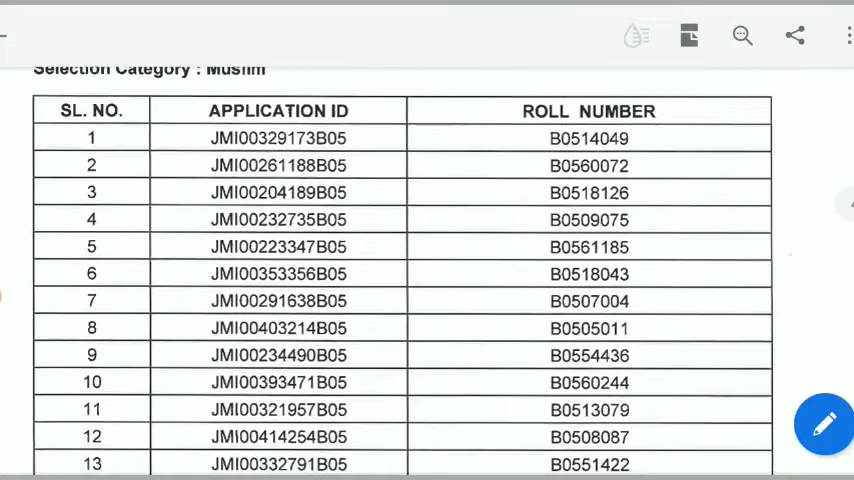 Selection Category : Muslim
SL. NO. APPLICATION ID ROLL NUMBER
1 JMI00329173B05 B0514049
2 JMI00261188B05 B0560072
3 JMI00204189B05 B0518126
4 JMI00232735B05 B0509075
5 JMI00223347B05 B0561185
6 JMI00353356B05 B0518043
7 JMI00291638B05 B0507004
8 JMI00403214B05 B0505011
9 JMI00234490B05 B0554436
10 JMI00393471B05 B0560244
11 JMI00321957B05 B0513079
12 JMI00414254B05 B0508087
13 JMI00332791B05 B0551422